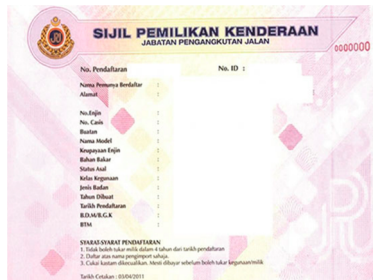 SIJIL PEMILIKAN KENDERAAN
JABATAN PENGANGKUTAN JALAN
0000000
No. Pendaftaran : No. ID :
Nama Pemunya Berdaftar :
Alamat :
No.Enjin :
No. Casis :
Buatan :
Nama Model :
Keupayaan Enjin :
Bahan Bakar :
Status Asal :
Kelas Kegunaan :
Jenis Badan :
Tahun Dibuat :
Tarikh Pendaftaran :
B.D.M/B.G.K :
BTM :
SYARAT-SYARAT PENDAFTARAN
1. Tidak boleh tukar milik dalam 4 tahun dari tarikh pendaftaran
2. Daftar atas nama pengimport sahaja.
3. Cukai kastam dikecualikan. Mesti dibayar sebelum boleh tukar kegunaan/milik
Tarikh Cetakan : 03/04/2011